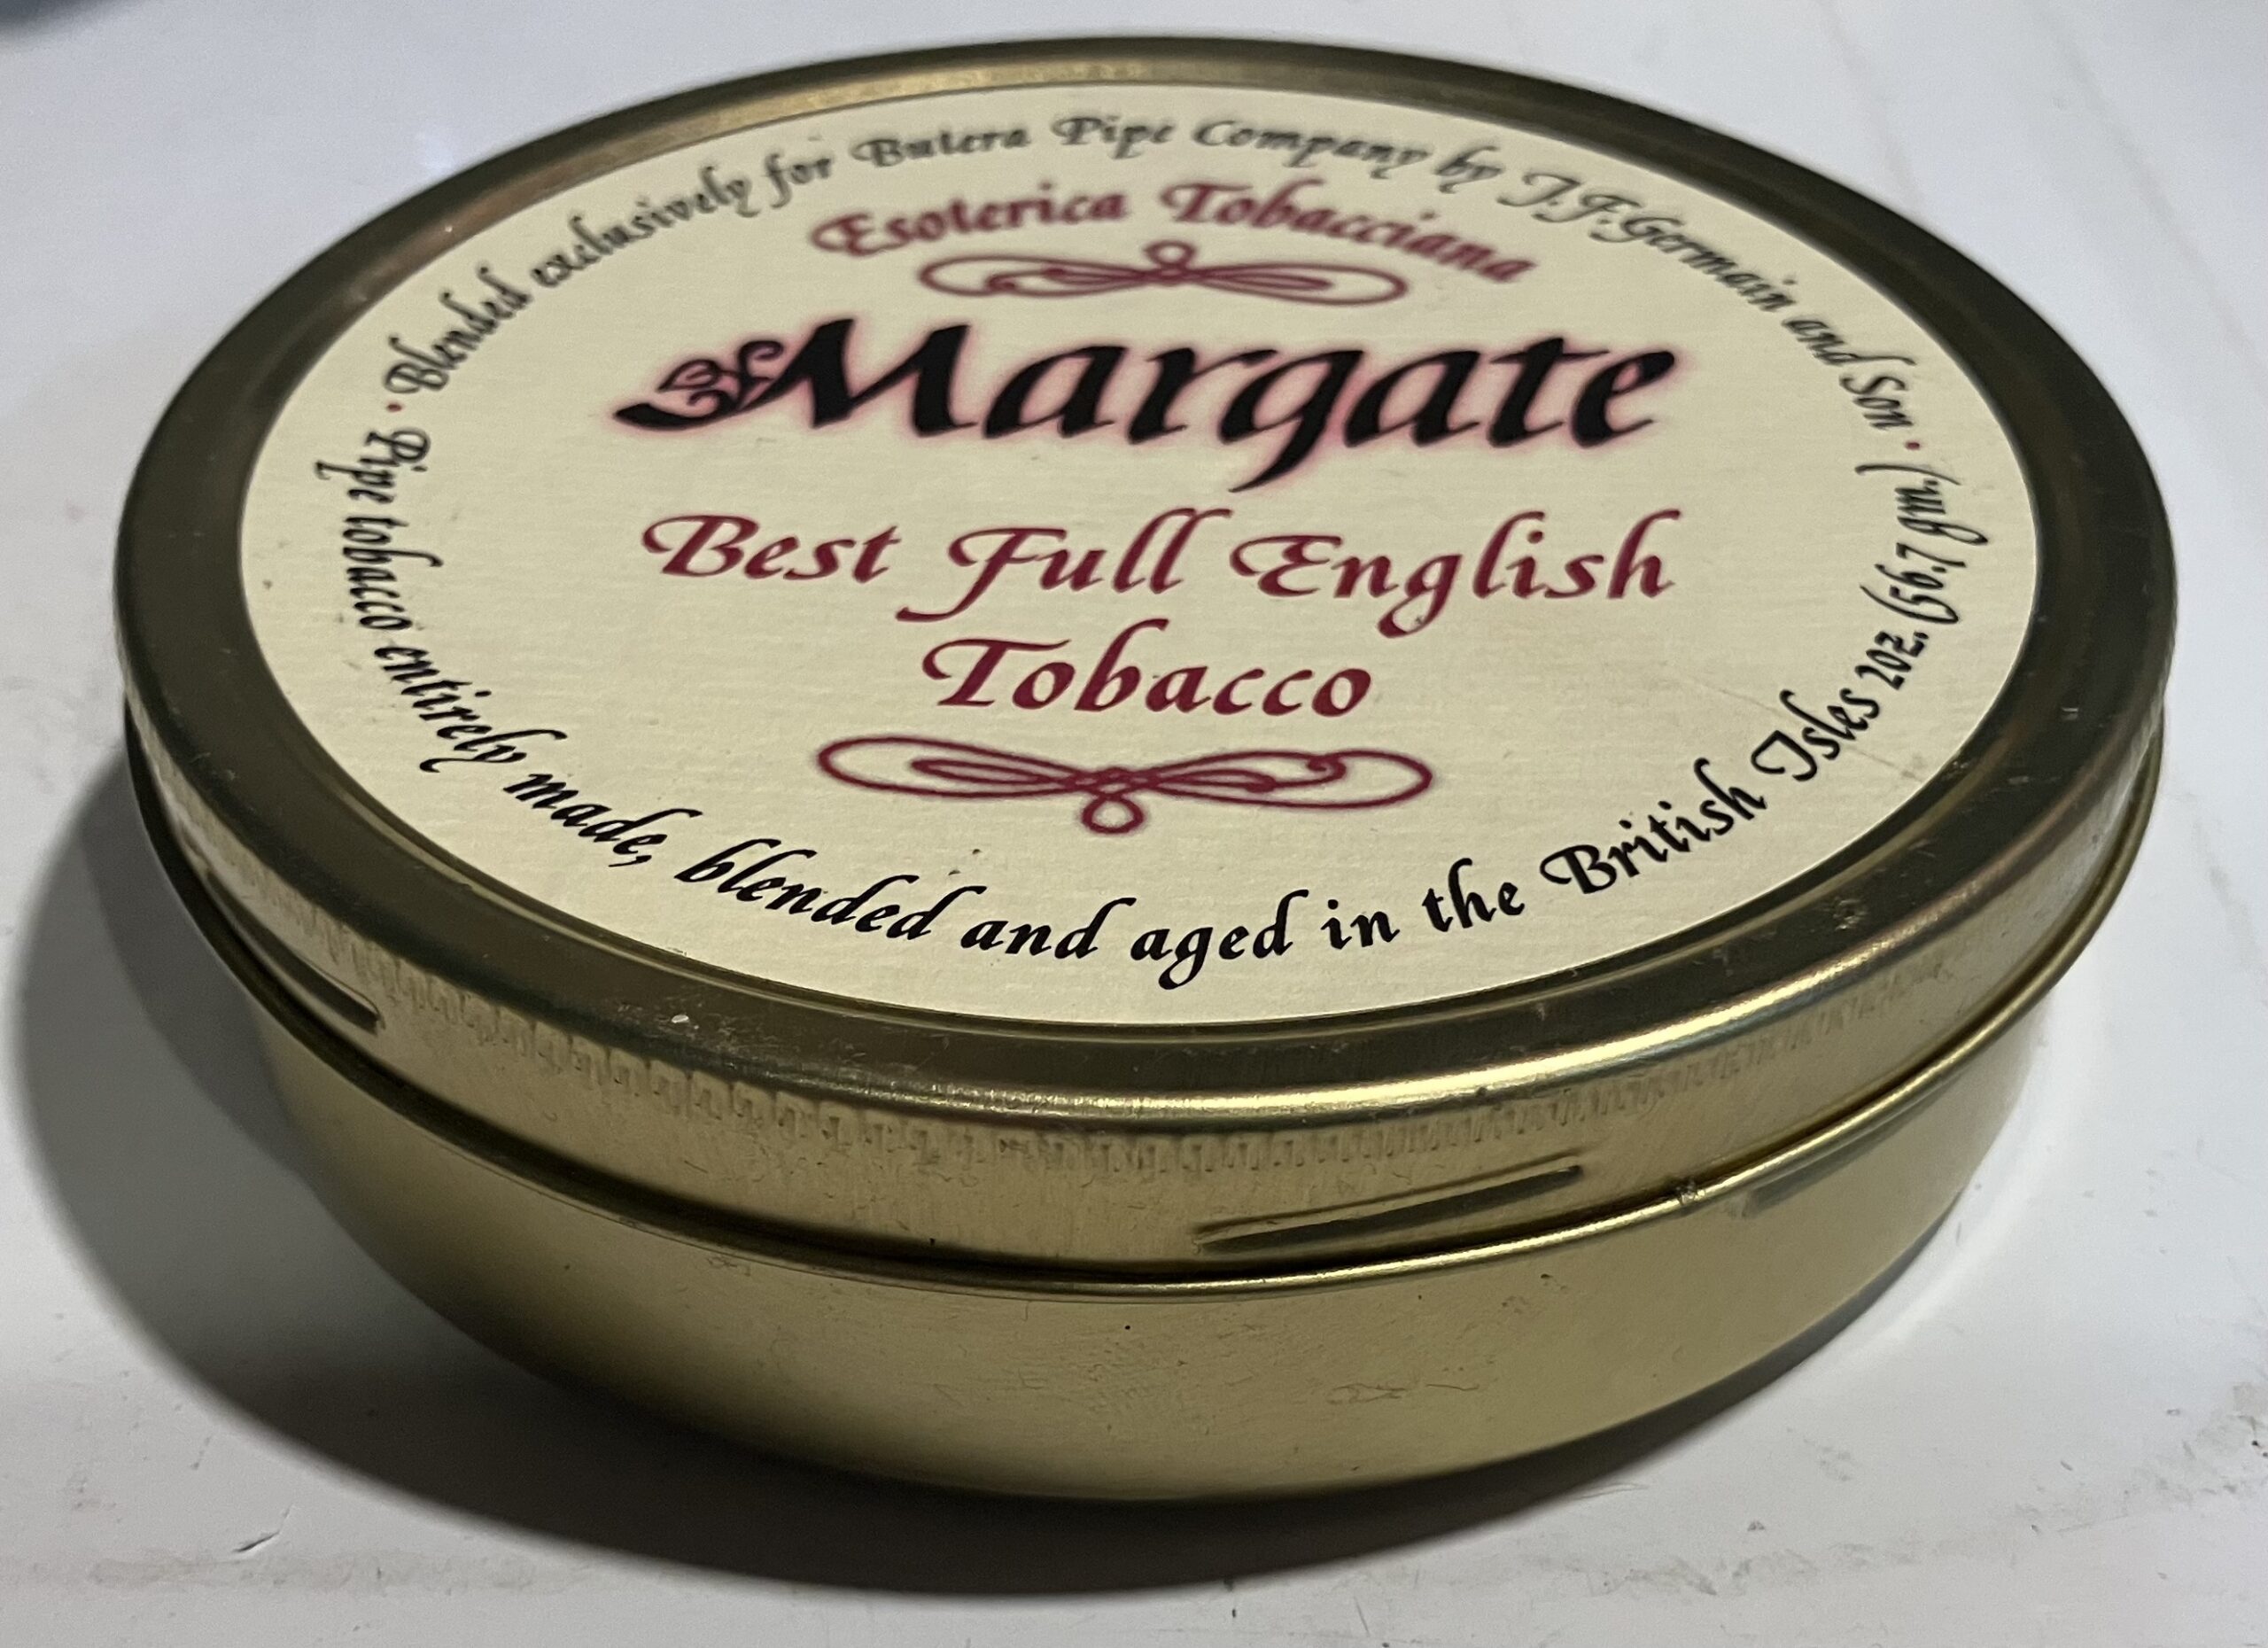 Blended exclusively for Butera Pipe Company by J.F.Germain and Son •
Esoterica Tobacciana
Margate
Best Full English
Tobacco
Pipe tobacco entirely made, blended and aged in the British Isles 2oz. (56.7 gm.) •